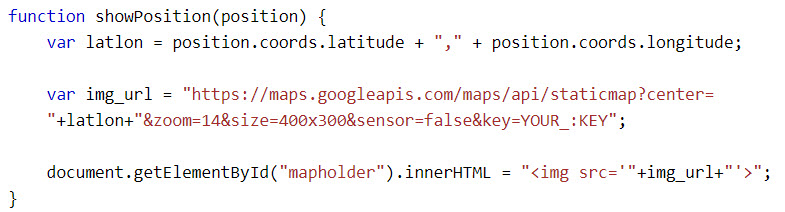 function showPosition(position) {
var latlon = position.coords.latitude + "," + position.coords.longitude;
var img_url = "https://maps.googleapis.com/maps/api/staticmap?center=
"+latlon+"&zoom=14&size=400x300&sensor=false&key=YOUR_:KEY";
document.getElementById("mapholder").innerHTML = "<img src='"+img_url+"'>";
}